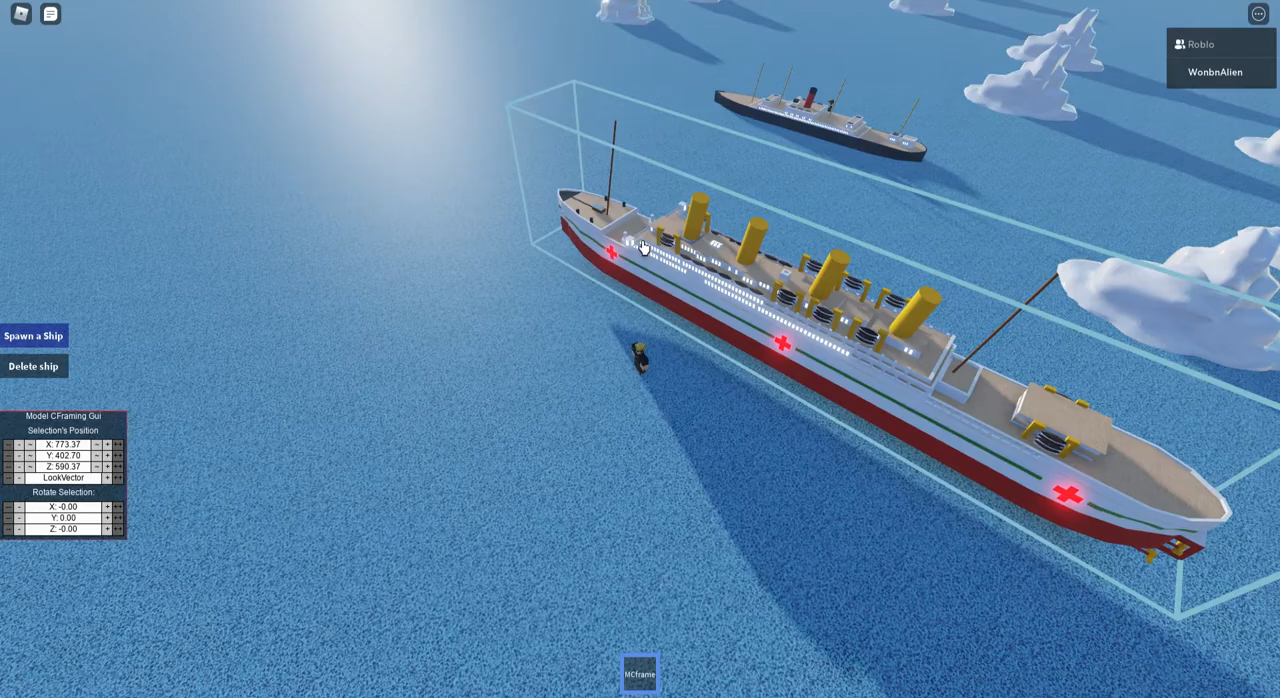 Roblo
WonbnAlien
Spawn a Ship
Delete ship
Model CFraming Gui
Selection's Position
-- - ~ X: 773.37 ~ + ++
-- - ~ Y: 402.70 ~ + ++
-- - ~ Z: 590.37 ~ + ++
-- - LookVector + ++
Rotate Selection:
-- - X: -0.00 + ++
-- - Y: 0.00 + ++
-- - Z: -0.00 + ++
MCframe